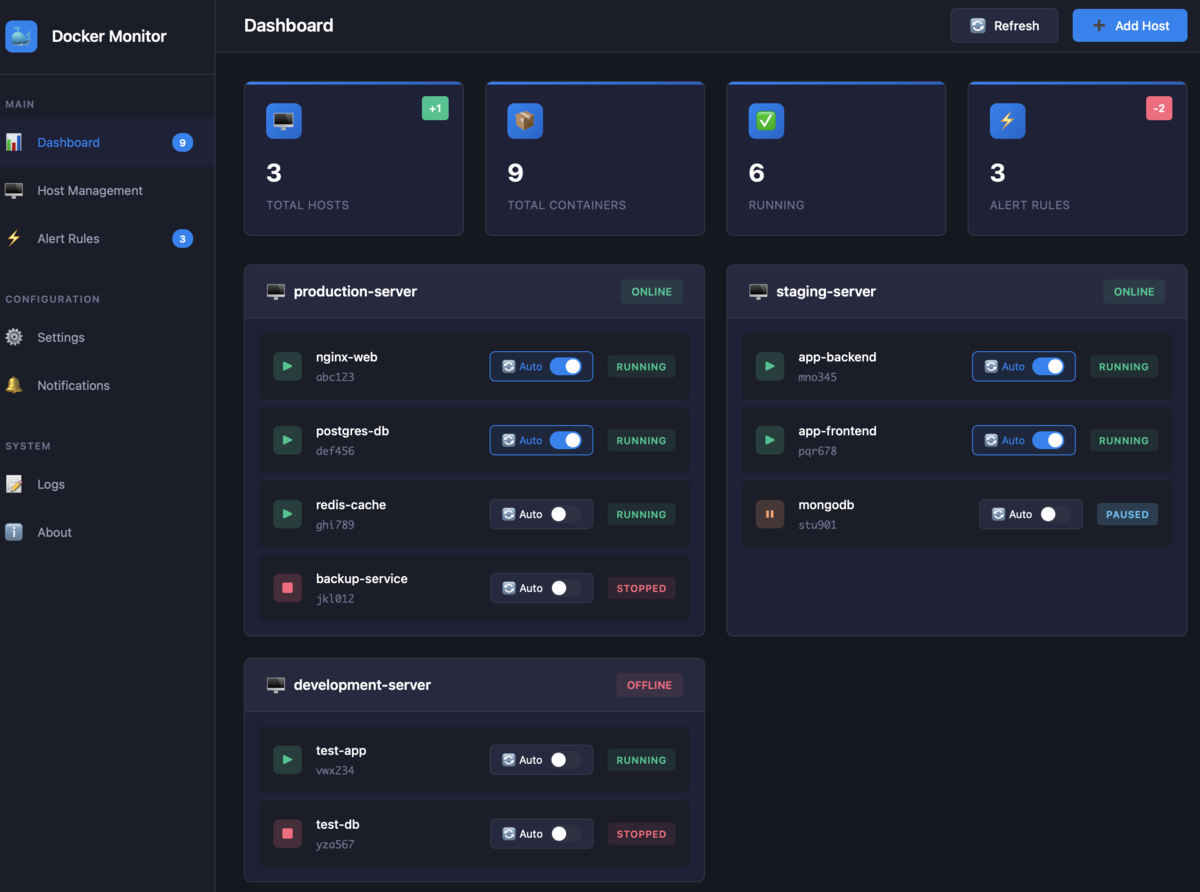 Docker Monitor
MAIN
Dashboard 9
Host Management
Alert Rules 3
CONFIGURATION
Settings
Notifications
SYSTEM
Logs
About
Dashboard
Refresh
Add Host
+1
3
TOTAL HOSTS
9
TOTAL CONTAINERS
6
RUNNING
-2
3
ALERT RULES
production-server ONLINE
nginx-web
abc123
Auto RUNNING
postgres-db
def456
Auto RUNNING
redis-cache
ghi789
Auto RUNNING
backup-service
jkl012
Auto STOPPED
staging-server ONLINE
app-backend
mno345
Auto RUNNING
app-frontend
pqr678
Auto RUNNING
mongodb
stu901
Auto PAUSED
development-server OFFLINE
test-app
vwx234
Auto RUNNING
test-db
yza567
Auto STOPPED